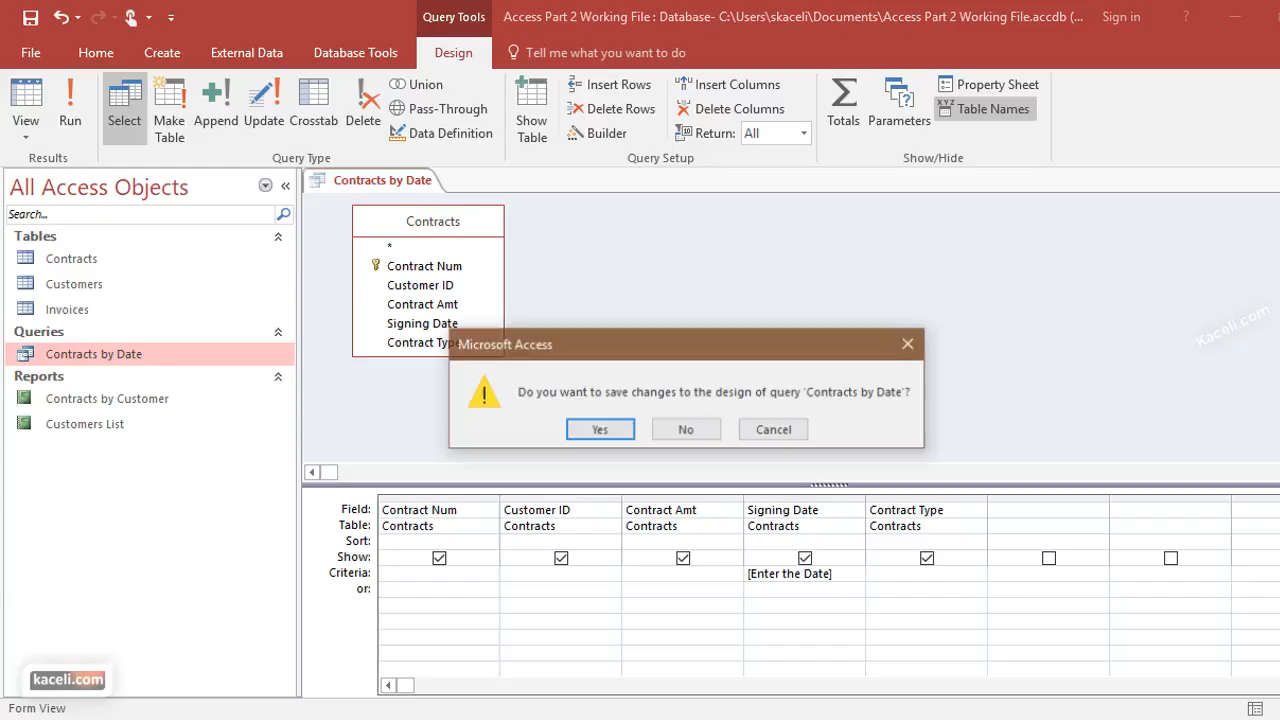 Query Tools
Access Part 2 Working File : Database- C:\Users\skaceli\Documents\Access Part 2 Working File.accdb (...
Sign in
?
File
Home
Create
External Data
Database Tools
Design
Tell me what you want to do
View
Run
Select
Make Table
Append
Update
Crosstab
Delete
Union
Pass-Through
Data Definition
Show Table
Insert Rows
Delete Rows
Builder
Insert Columns
Delete Columns
Return: All
Totals
Parameters
Property Sheet
XYZ Table Names
Results
Query Type
Query Setup
Show/Hide
All Access Objects
Search...
Tables
Contracts
Customers
Invoices
Queries
Contracts by Date
Reports
Contracts by Customer
Customers List
Contracts by Date
Contracts
*
Contract Num
Customer ID
Contract Amt
Signing Date
Contract Typ
Kaceli.com
Microsoft Access
Do you want to save changes to the design of query 'Contracts by Date'?
Yes
No
Cancel
Field: Contract Num Customer ID Contract Amt Signing Date Contract Type
Table: Contracts Contracts Contracts Contracts Contracts
Sort:
Show:
Criteria: [Enter the Date]
or:
kaceli.com
Form View